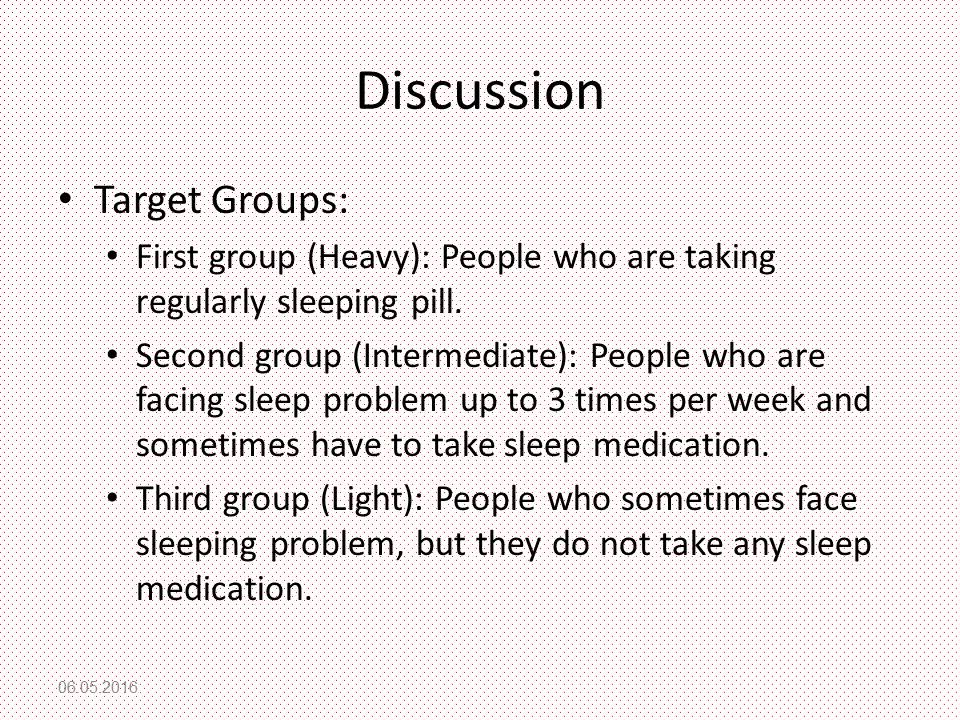 Discussion
• Target Groups:
• First group (Heavy): People who are taking
regularly sleeping pill.
• Second group (Intermediate): People who are
facing sleep problem up to 3 times per week and
sometimes have to take sleep medication.
• Third group (Light): People who sometimes face
sleeping problem, but they do not take any sleep
medication.
06.05.2016